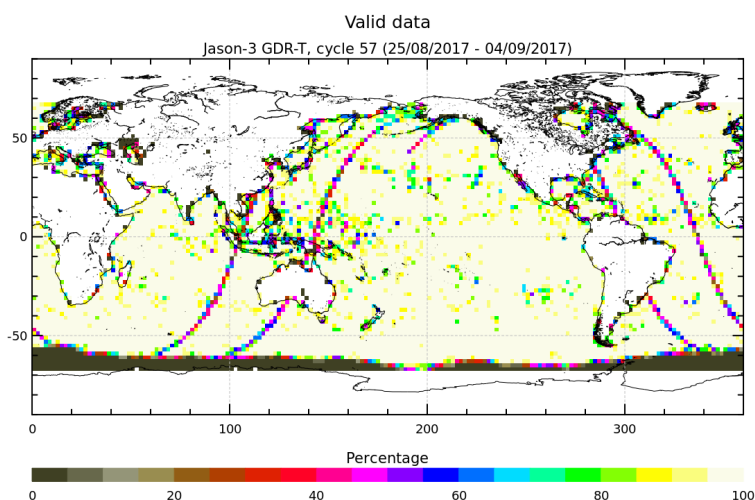 Valid data
Jason-3 GDR-T, cycle 57 (25/08/2017 - 04/09/2017)
50
0
-50
0 100 200 300
Percentage
0 20 40 60 80 100